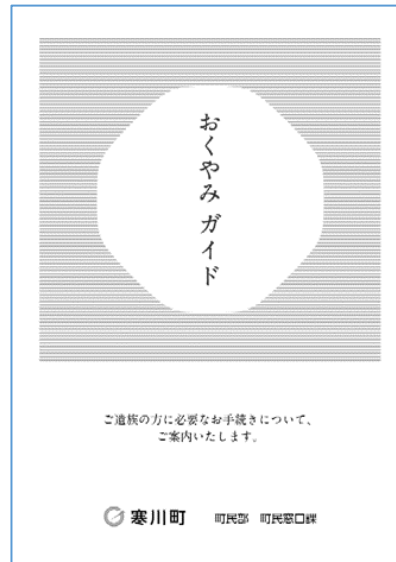 おくやみ ガイド
ご遺族の方に必要なお手続きについて、
ご案内いたします。
寒川町 町民部 町民窓口課